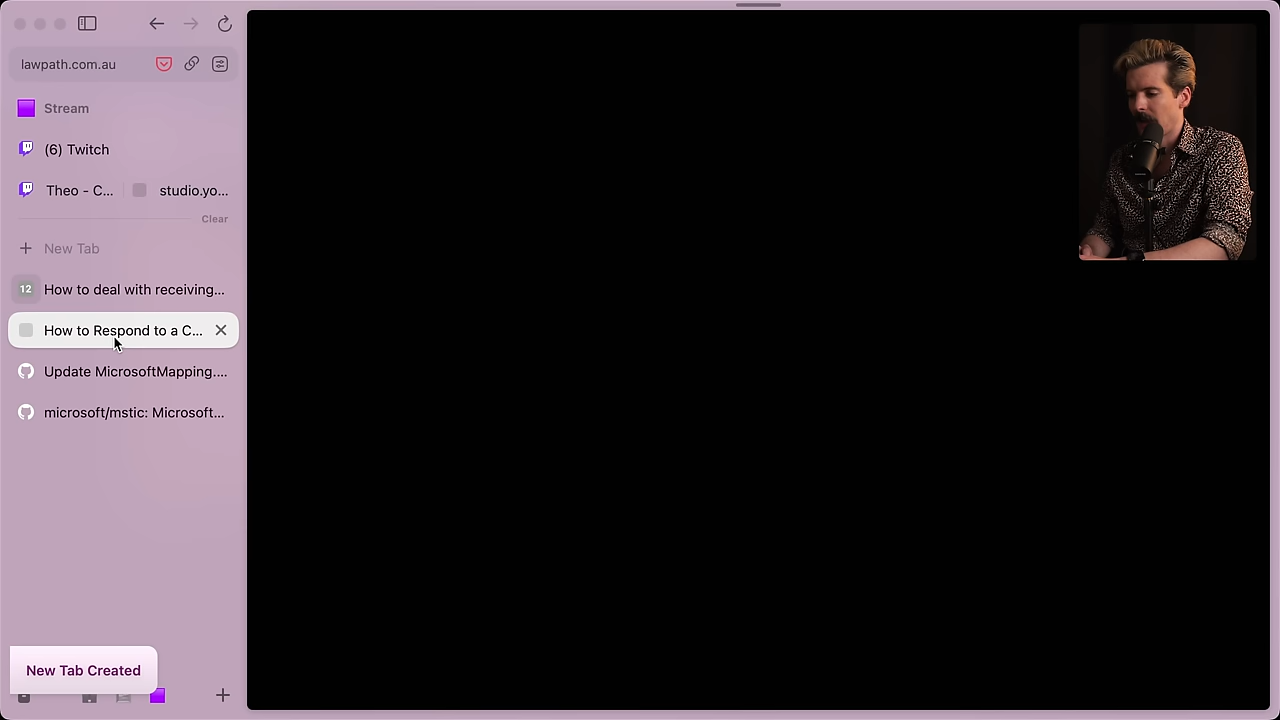 lawpath.com.au
Stream
(6) Twitch
Theo - C... studio.yo...
Clear
New Tab
12 How to deal with receiving...
How to Respond to a C...
Update MicrosoftMapping....
microsoft/mstic: Microsoft...
New Tab Created